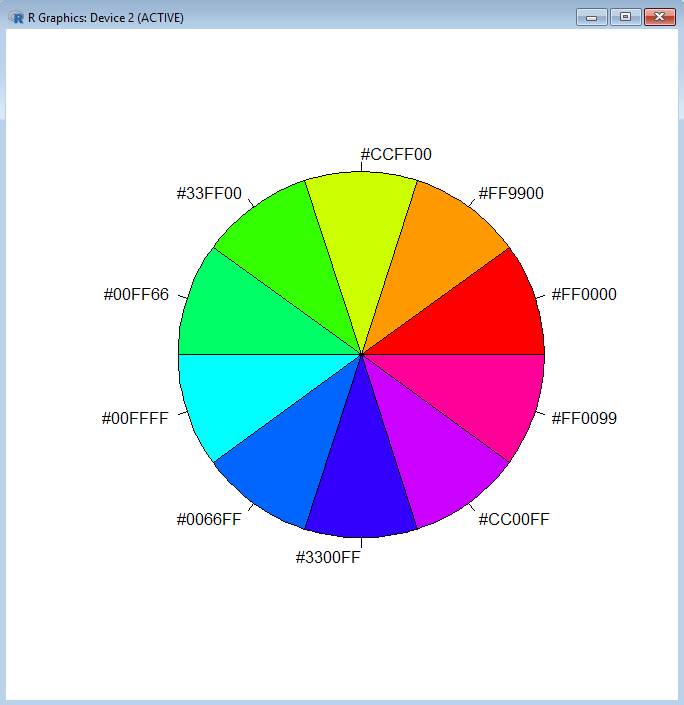 R Graphics: Device 2 (ACTIVE)
#CCFF00
#33FF00
#FF9900
#00FF66
#FF0000
#00FFFF
#FF0099
#0066FF
#CC00FF
#3300FF